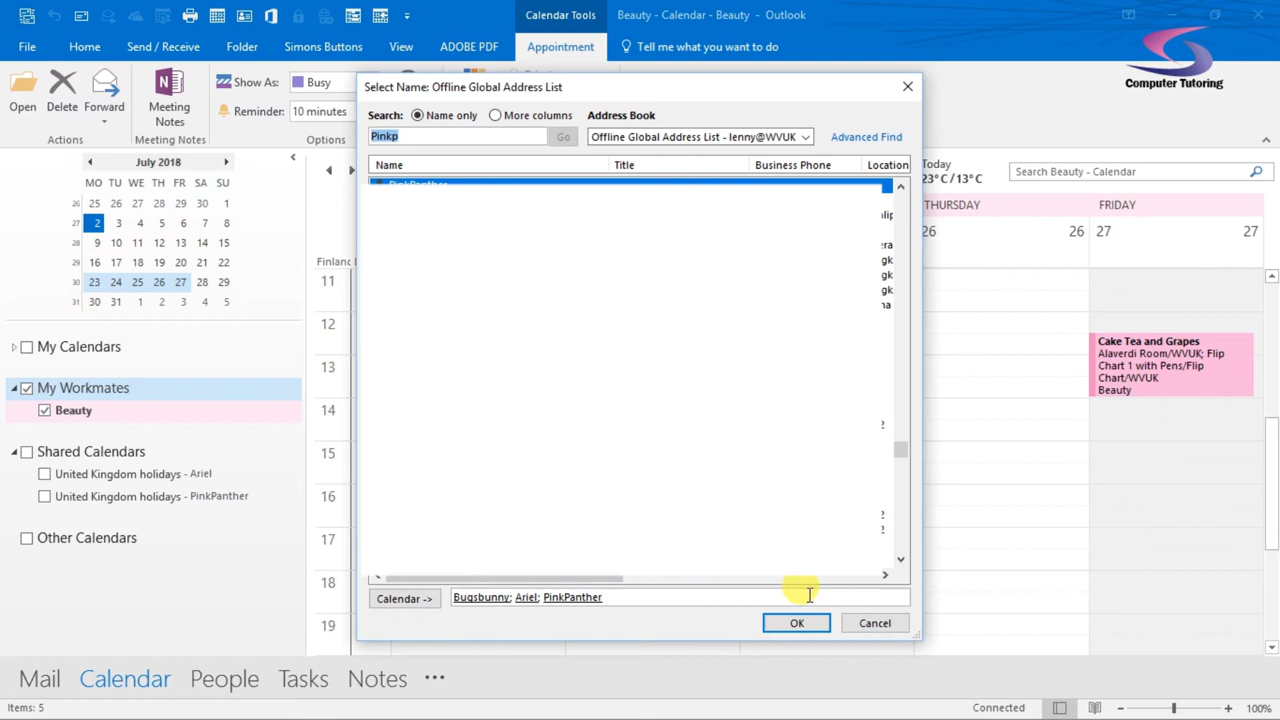 Calendar Tools
Beauty - Calendar - Beauty - Outlook
File
Home
Send / Receive
Folder
Simons Buttons
View
ADOBE PDF
Appointment
Tell me what you want to do
Open
Delete
Forward
Actions
Meeting
Notes
Meeting Notes
Show As:
Busy
Reminder:
10 minutes
Options
Computer Tutoring
Select Name: Offline Global Address List
Search:
Name only
More columns
Address Book
Pinkp
Go
Offline Global Address List - lenny@WVUK
Advanced Find
Name
Title
Business Phone
Location
PinkPanther
July 2018
MO TU WE TH FR SA SU
26 25 26 27 28 29 30 1
27 2 3 4 5 6 7 8
9 10 11 12 13 14 15
16 17 18 19 20 21 22
30 23 24 25 26 27 28 29
31 30 31 1 2 3 4 5
My Calendars
My Workmates
Beauty
Shared Calendars
United Kingdom holidays - Ariel
United Kingdom holidays - PinkPanther
Other Calendars
Today
23°C / 13°C
Search Beauty - Calendar
THURSDAY
FRIDAY
26
26
27
27
Finland
11
12
13
14
15
16
17
18
19
Cake Tea and Grapes
Alaverdi Room/WVUK; Flip
Chart 1 with Pens/Flip
Chart/WVUK
Beauty
Calendar ->
Bugsbunny; Ariel; PinkPanther
OK
Cancel
Mail
Calendar
People
Tasks
Notes
Items: 5
Connected
100%